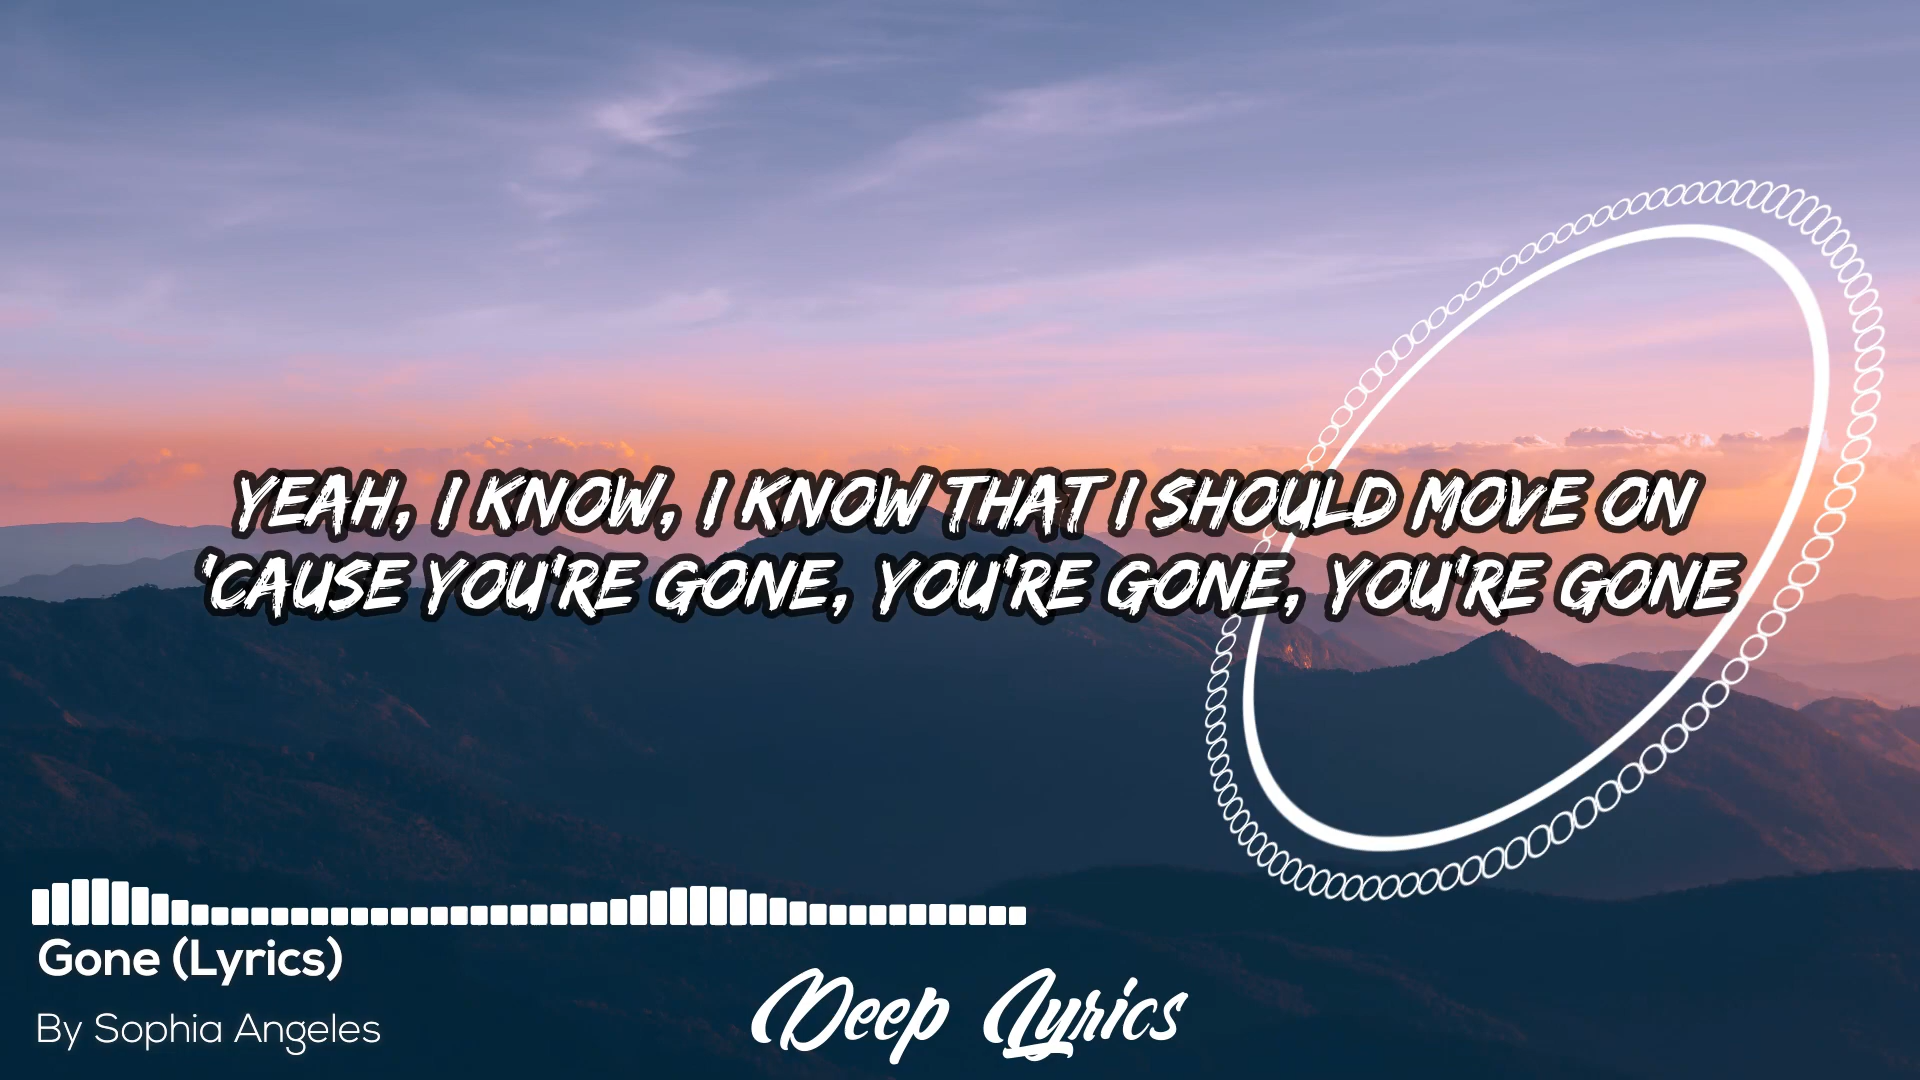 YEAH, I KNOW, I KNOW THAT I SHOULD MOVE ON
'CAUSE YOU'RE GONE, YOU'RE GONE, YOU'RE GONE
Gone (Lyrics)
By Sophia Angeles
Deep Lyrics